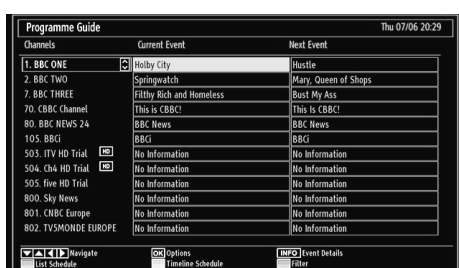 Programme Guide Thu 07/06 20:29
Channels Current Event Next Event
1. BBC ONE Holby City Hustle
2. BBC TWO Springwatch Mary, Queen of Shops
7. BBC THREE Filthy Rich and Homeless Bust My Ass
70. CBBC Channel This is CBBC! This Is CBBC!
80. BBC NEWS 24 BBC News BBC News
105. BBCi BBCi BBCi
503. ITV HD Trial HD No Information No Information
504. Ch4 HD Trial HD No Information No Information
505. five HD Trial No Information No Information
800. Sky News No Information No Information
801. CNBC Europe No Information No Information
802. TV5MONDE EUROPE No Information No Information
Navigate OK Options INFO Event Details
List Schedule Timeline Schedule Filter